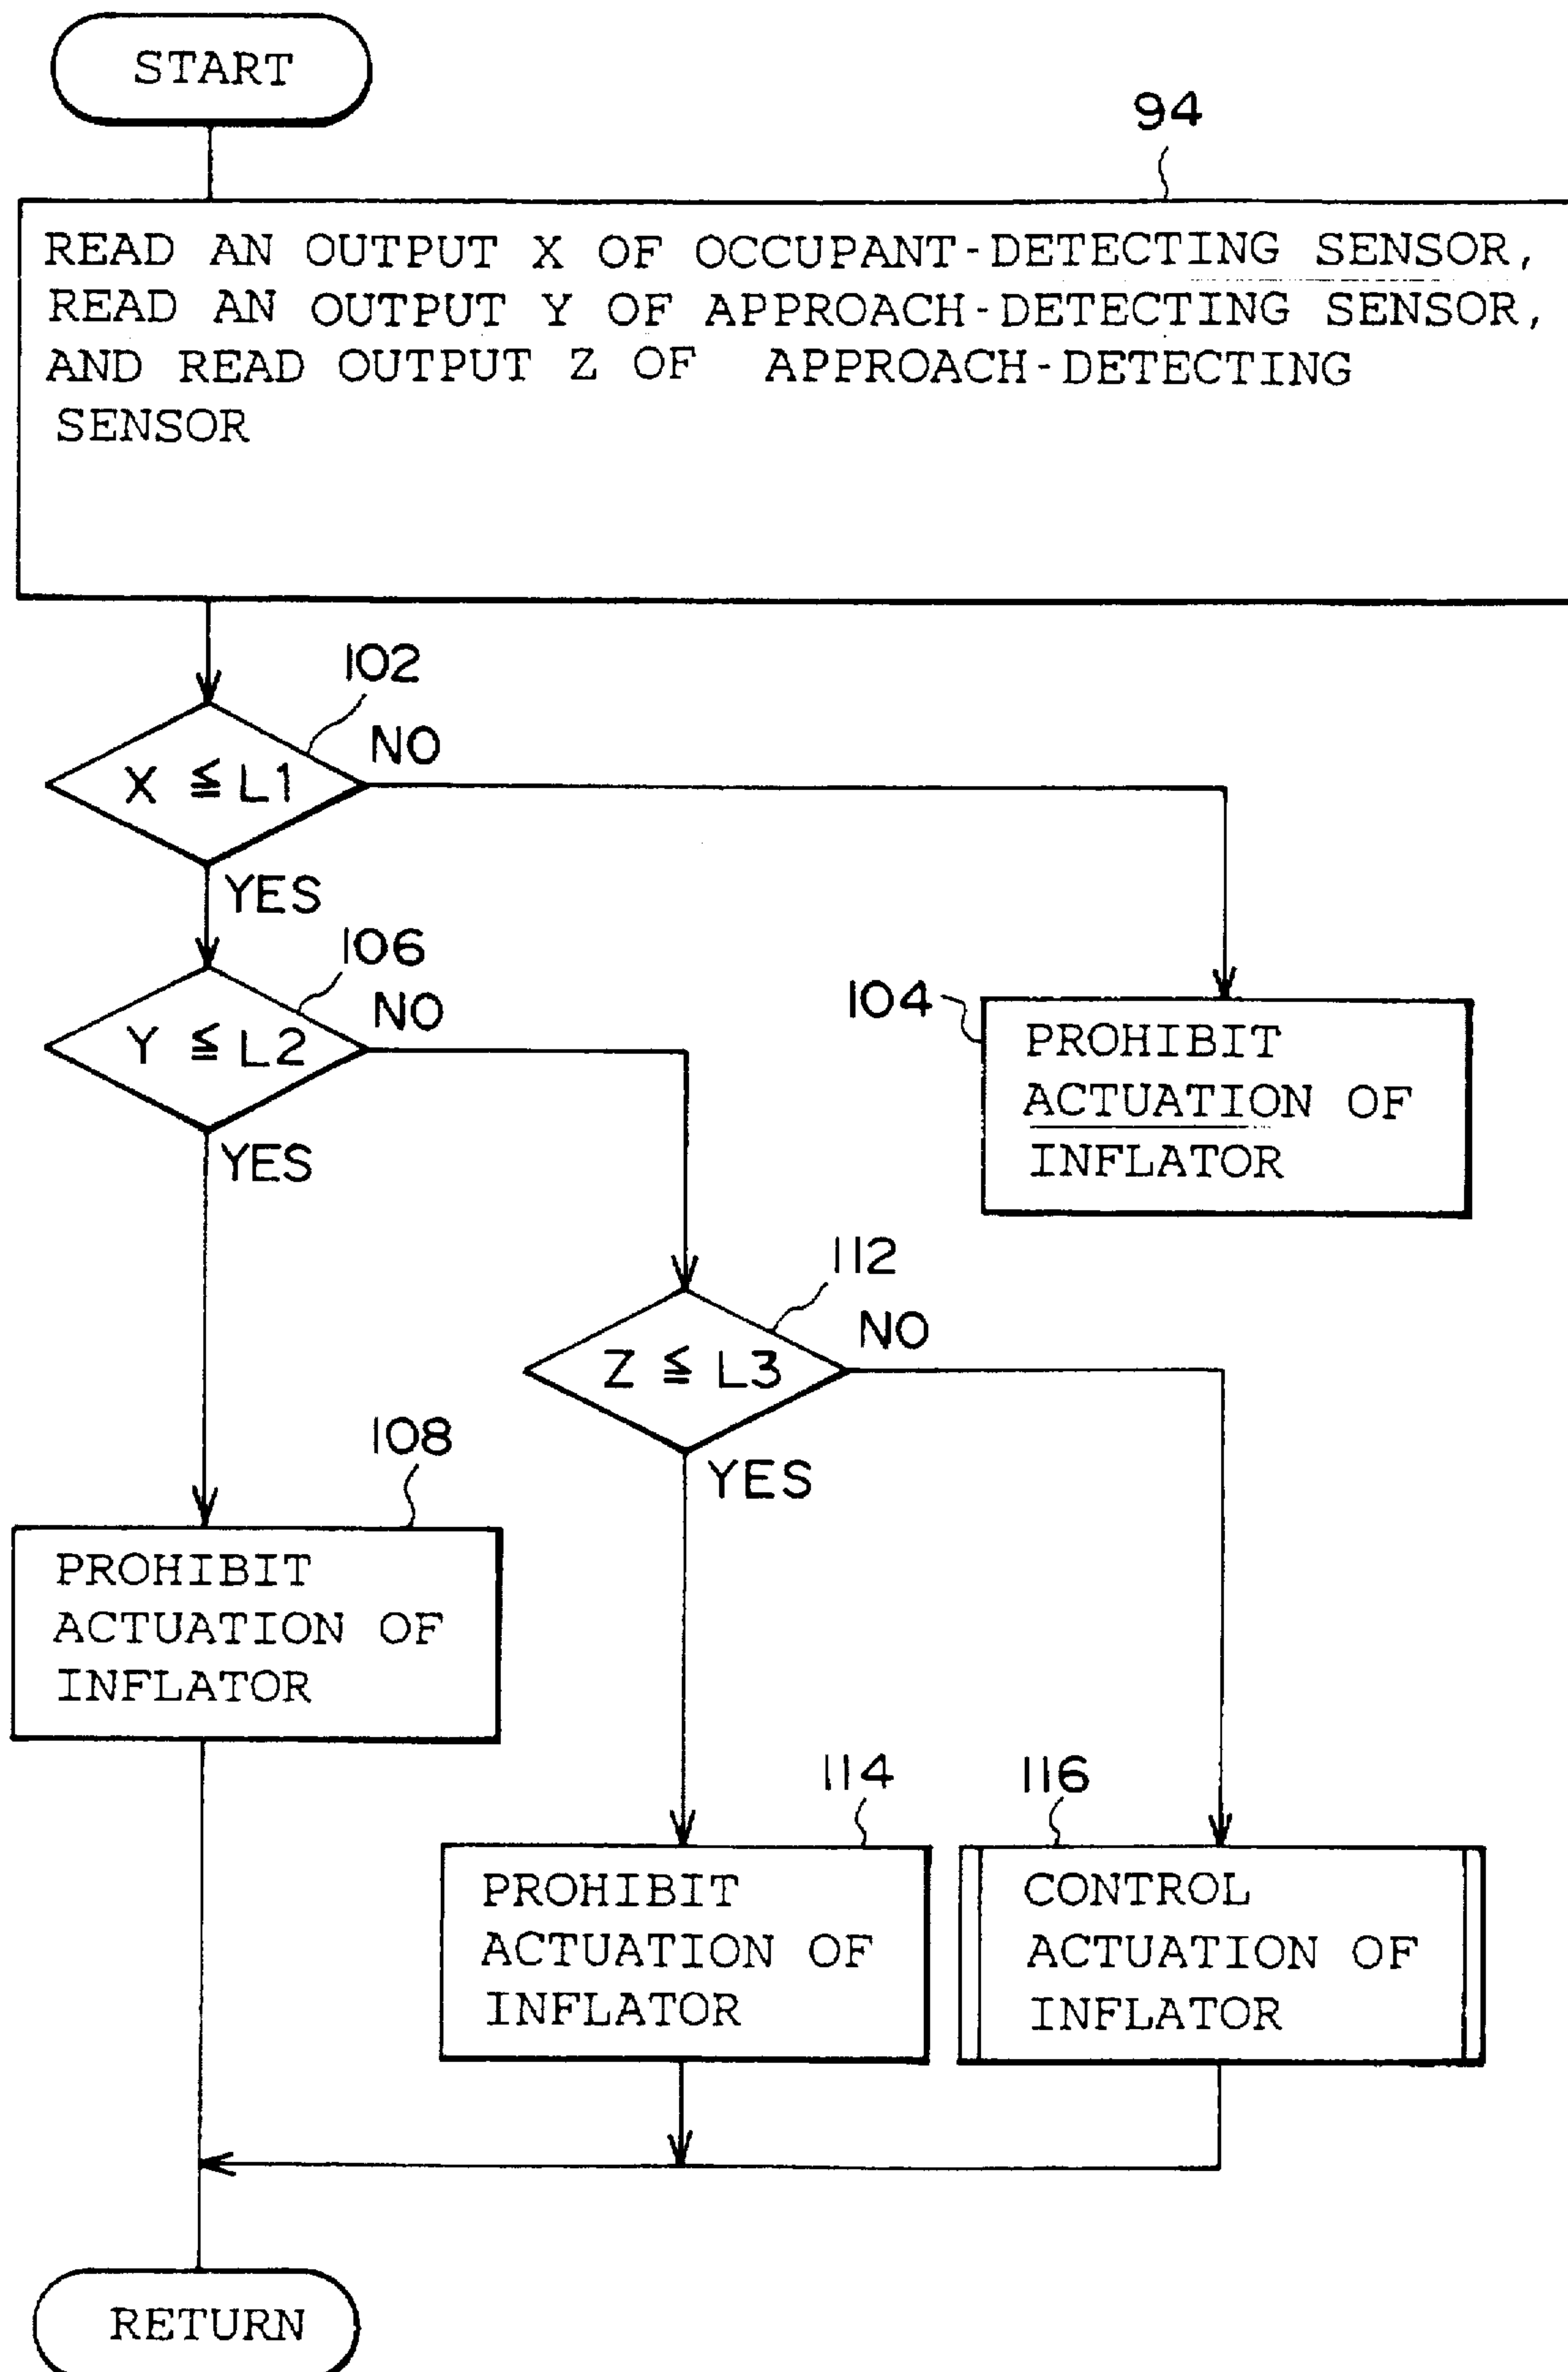 START
94
READ AN OUTPUT X OF OCCUPANT-DETECTING SENSOR,
READ AN OUTPUT Y OF APPROACH-DETECTING SENSOR,
AND READ OUTPUT Z OF APPROACH-DETECTING
SENSOR
102
X ≦ L1
NO
YES
106
Y ≦ L2
NO
YES
104
PROHIBIT
ACTUATION OF
INFLATOR
112
Z ≦ L3
NO
YES
108
PROHIBIT
ACTUATION OF
INFLATOR
114
PROHIBIT
ACTUATION OF
INFLATOR
116
CONTROL
ACTUATION OF
INFLATOR
RETURN